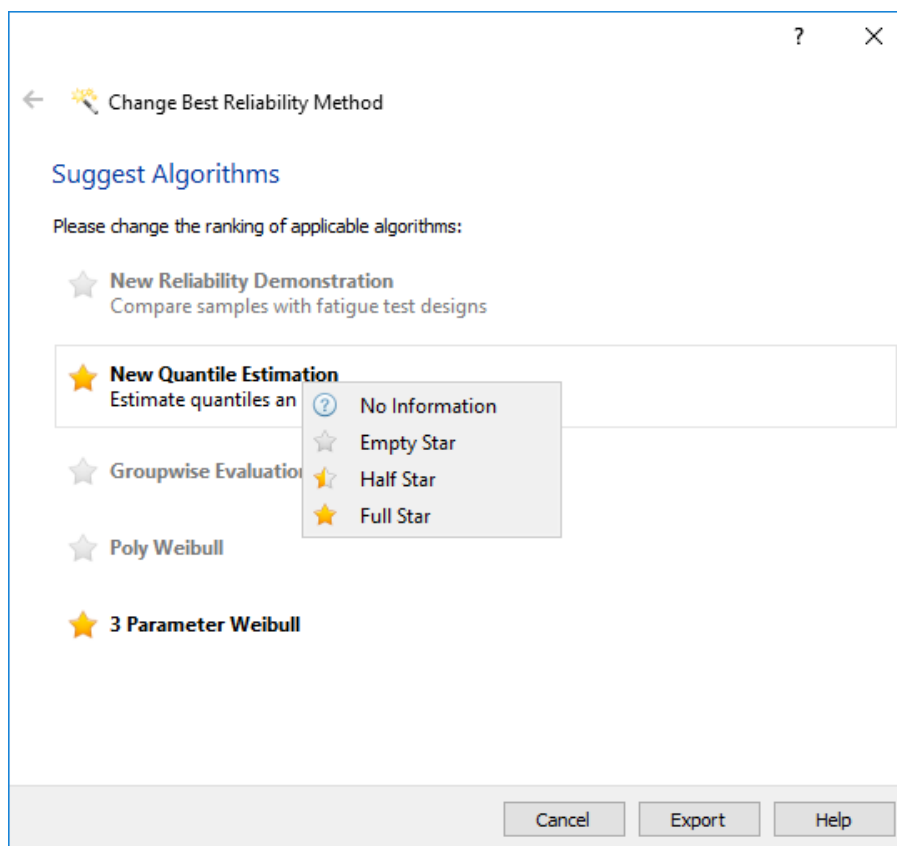 ?
Change Best Reliability Method
Suggest Algorithms
Please change the ranking of applicable algorithms:
New Reliability Demonstration
Compare samples with fatigue test designs
New Quantile Estimation
Estimate quantiles an
? No Information
Empty Star
Half Star
Full Star
Groupwise Evaluation
Poly Weibull
3 Parameter Weibull
Cancel Export Help